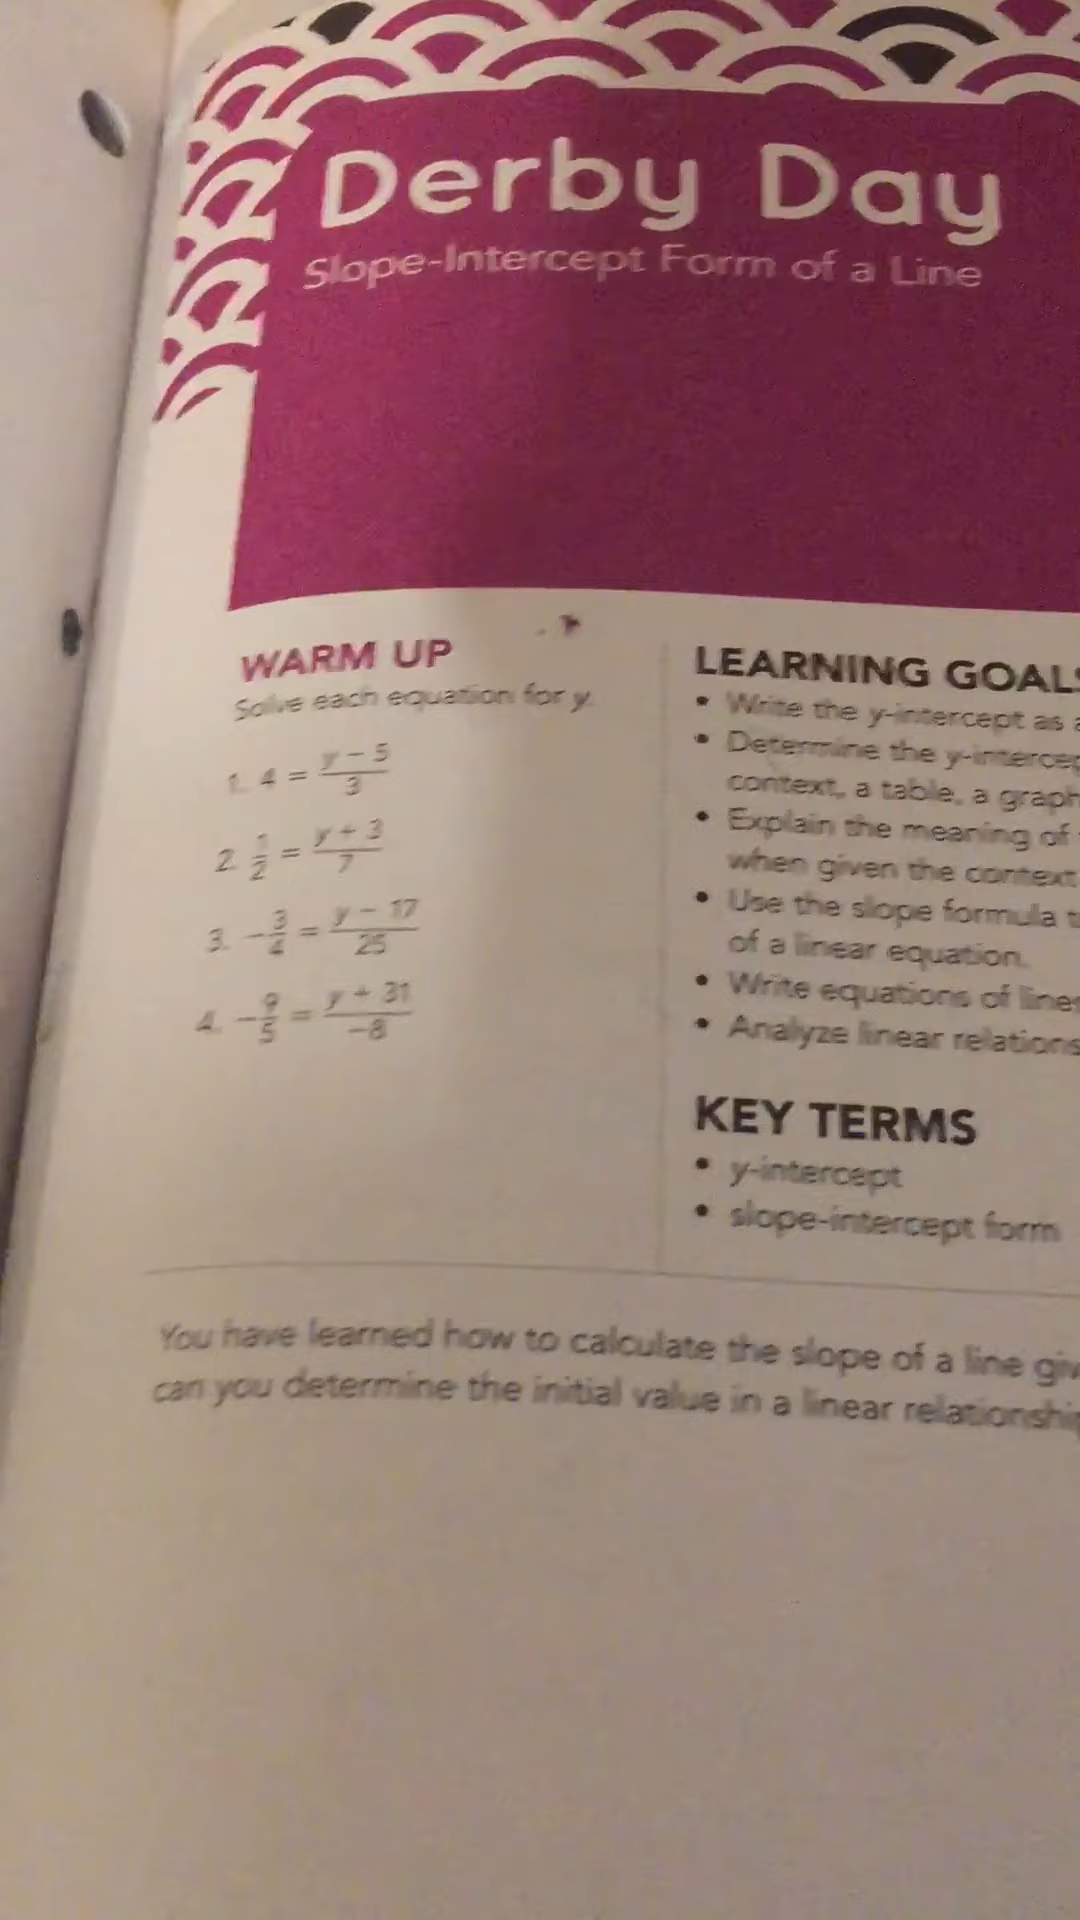 Derby Day
Slope-Intercept Form of a Line
WARM UP
Solve each equation for y.
1. 4 = (y − 5)/3
2. 1/2 = (y + 3)/7
3. −3/4 = (y − 17)/25
4. −9/5 = (y + 31)/−8
LEARNING GOALS
• Write the y-intercept as a
• Determine the y-intercep
context, a table, a graph
• Explain the meaning of
when given the context
• Use the slope formula t
of a linear equation.
• Write equations of lines
• Analyze linear relations
KEY TERMS
• y-intercept
• slope-intercept form
You have learned how to calculate the slope of a line giv
can you determine the initial value in a linear relationship